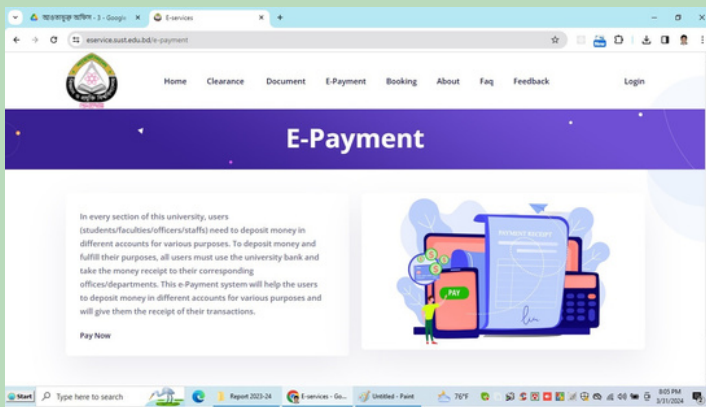 আওতাভুক্ত অফিস - 3 - Googl
E-services
eservice.sust.edu.bd/e-payment
Home Clearance Document E-Payment Booking About Faq Feedback Login
E-Payment
In every section of this university, users
(students/faculties/officers/staffs) need to deposit money in
different accounts for various purposes. To deposit money and
fulfill their purposes, all users must use the university bank and
take the money receipt to their corresponding
offices/departments. This e-Payment system will help the users
to deposit money in different accounts for various purposes and
will give them the receipt of their transactions.
Pay Now
PAYMENT RECEIPT
PAY
Start Type here to search Report 2023-24 E-services - Go... Untitled - Paint 76°F 8:05 PM
3/31/2024